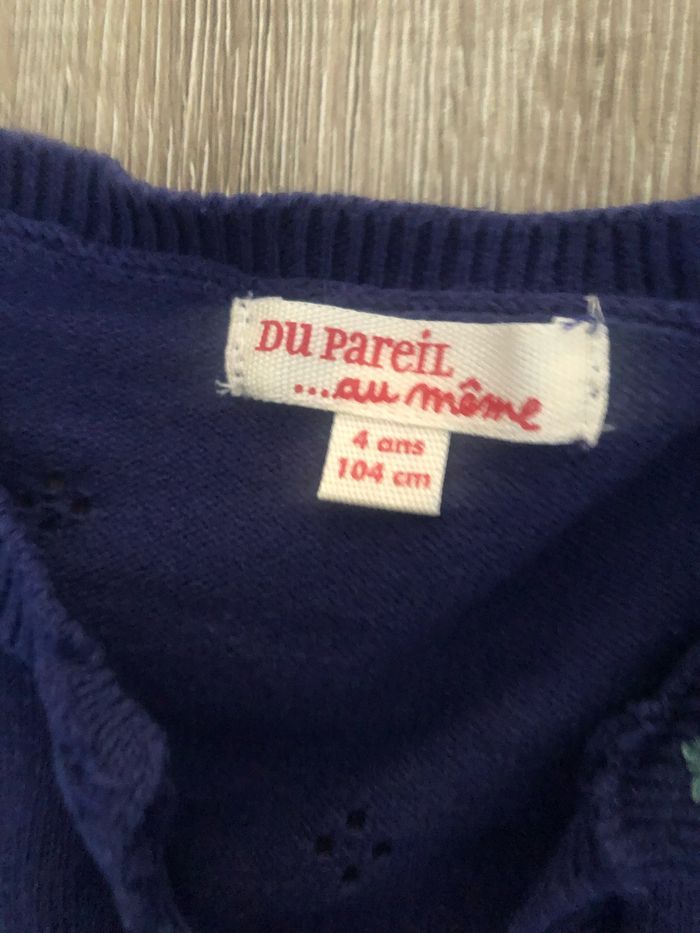 DU PAREIL
...au même
4 ans
104 cm